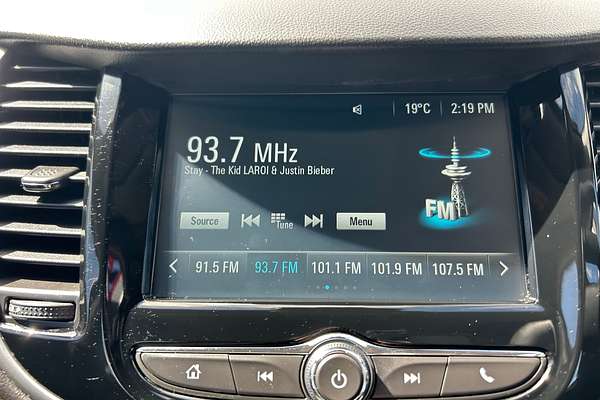 19°C 2:19 PM
93.7 MHz
Stay - The Kid LAROI & Justin Bieber
FM
Source Tune Menu
91.5 FM 93.7 FM 101.1 FM 101.9 FM 107.5 FM